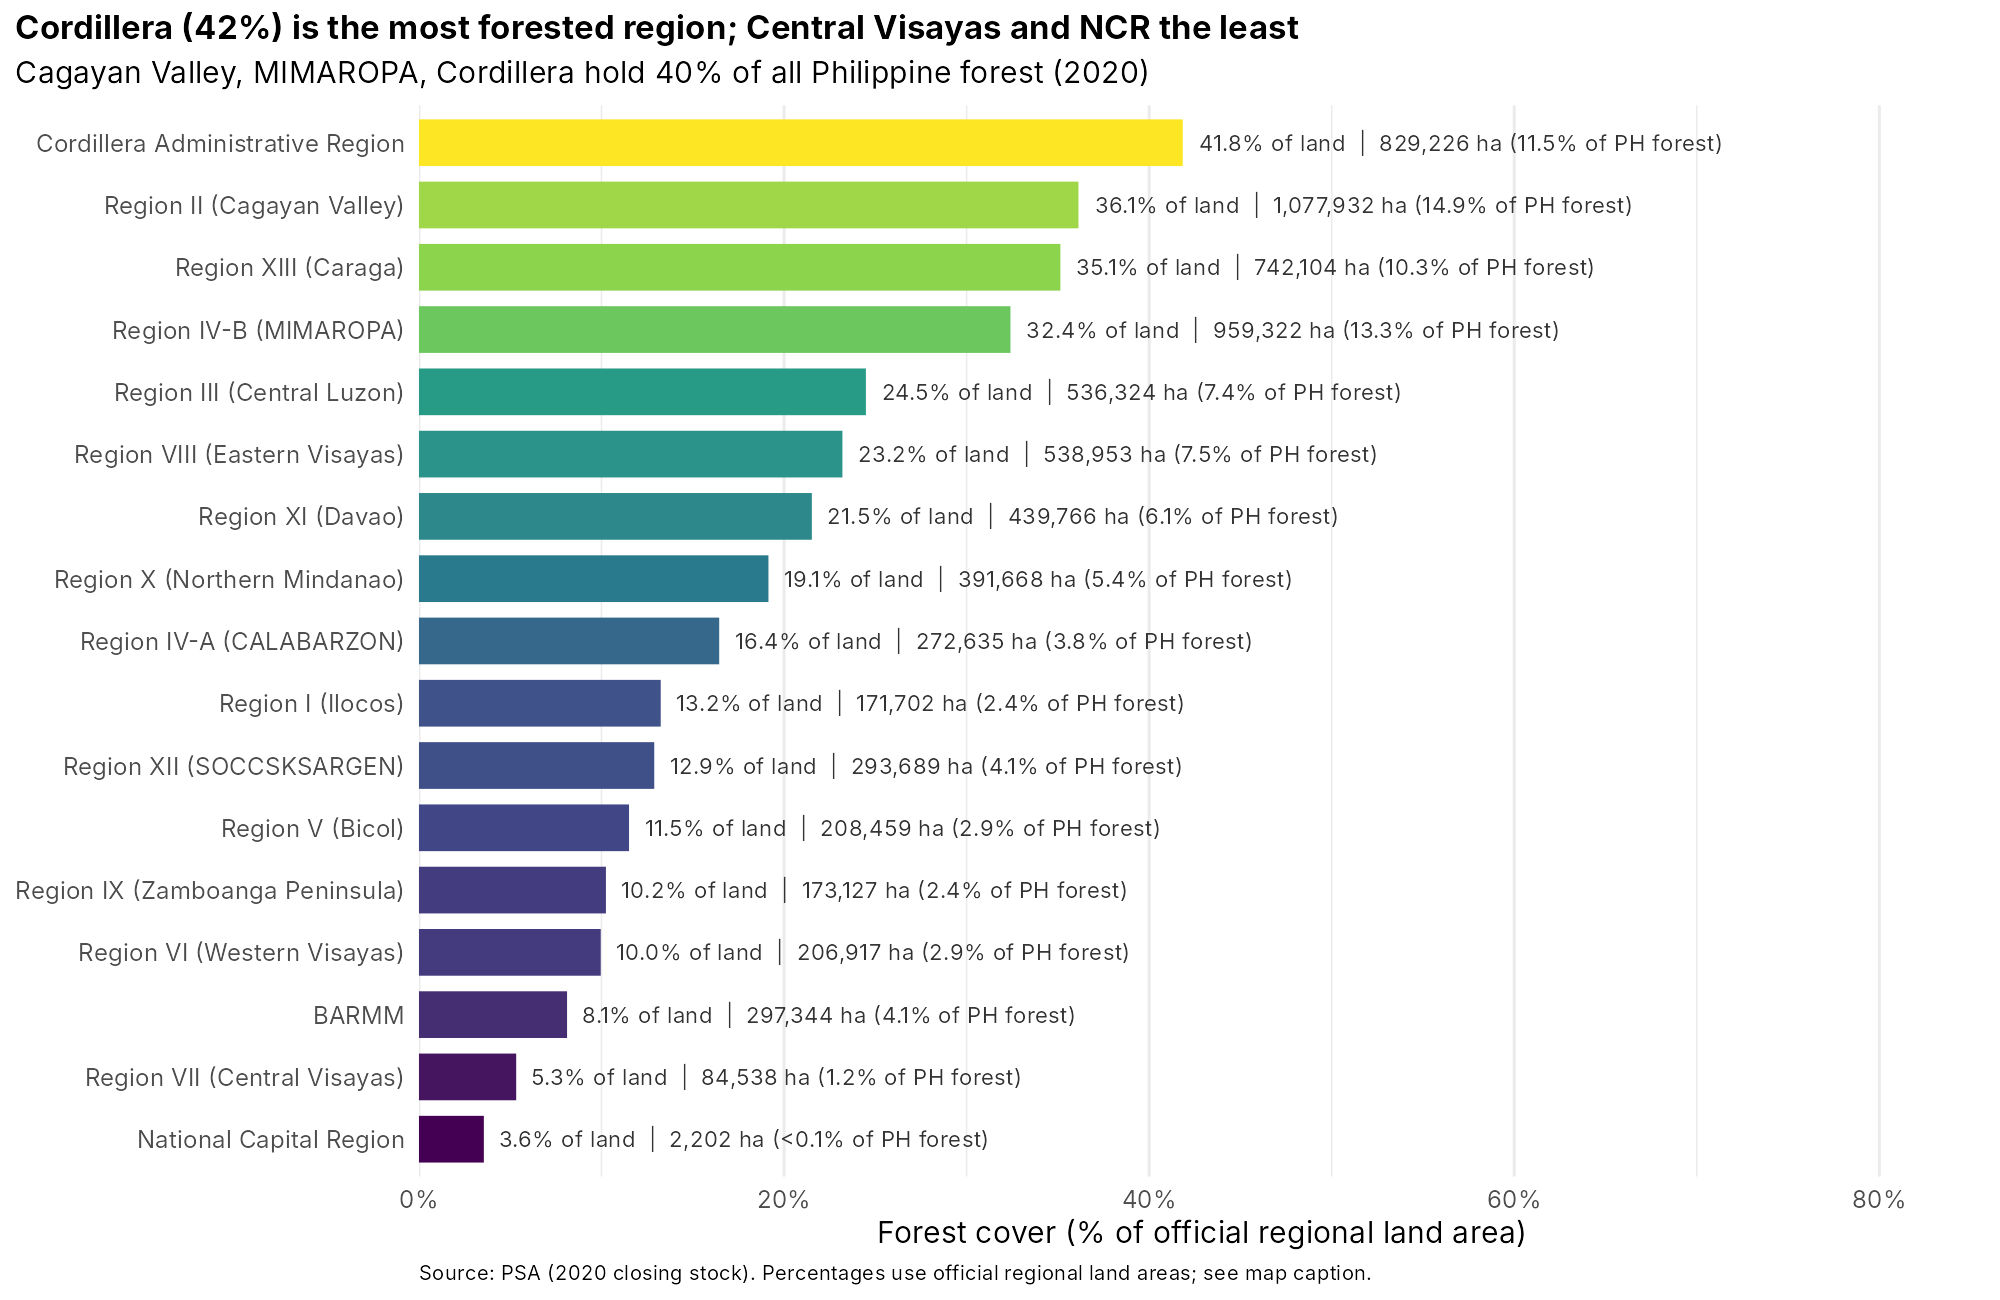 Cordillera (42%) is the most forested region; Central Visayas and NCR the least
Cagayan Valley, MIMAROPA, Cordillera hold 40% of all Philippine forest (2020)
Cordillera Administrative Region 41.8% of land | 829,226 ha (11.5% of PH forest)
Region II (Cagayan Valley) 36.1% of land | 1,077,932 ha (14.9% of PH forest)
Region XIII (Caraga) 35.1% of land | 742,104 ha (10.3% of PH forest)
Region IV-B (MIMAROPA) 32.4% of land | 959,322 ha (13.3% of PH forest)
Region III (Central Luzon) 24.5% of land | 536,324 ha (7.4% of PH forest)
Region VIII (Eastern Visayas) 23.2% of land | 538,953 ha (7.5% of PH forest)
Region XI (Davao) 21.5% of land | 439,766 ha (6.1% of PH forest)
Region X (Northern Mindanao) 19.1% of land | 391,668 ha (5.4% of PH forest)
Region IV-A (CALABARZON) 16.4% of land | 272,635 ha (3.8% of PH forest)
Region I (Ilocos) 13.2% of land | 171,702 ha (2.4% of PH forest)
Region XII (SOCCSKSARGEN) 12.9% of land | 293,689 ha (4.1% of PH forest)
Region V (Bicol) 11.5% of land | 208,459 ha (2.9% of PH forest)
Region IX (Zamboanga Peninsula) 10.2% of land | 173,127 ha (2.4% of PH forest)
Region VI (Western Visayas) 10.0% of land | 206,917 ha (2.9% of PH forest)
BARMM 8.1% of land | 297,344 ha (4.1% of PH forest)
Region VII (Central Visayas) 5.3% of land | 84,538 ha (1.2% of PH forest)
National Capital Region 3.6% of land | 2,202 ha (<0.1% of PH forest)
0% 20% 40% 60% 80%
Forest cover (% of official regional land area)
Source: PSA (2020 closing stock). Percentages use official regional land areas; see map caption.